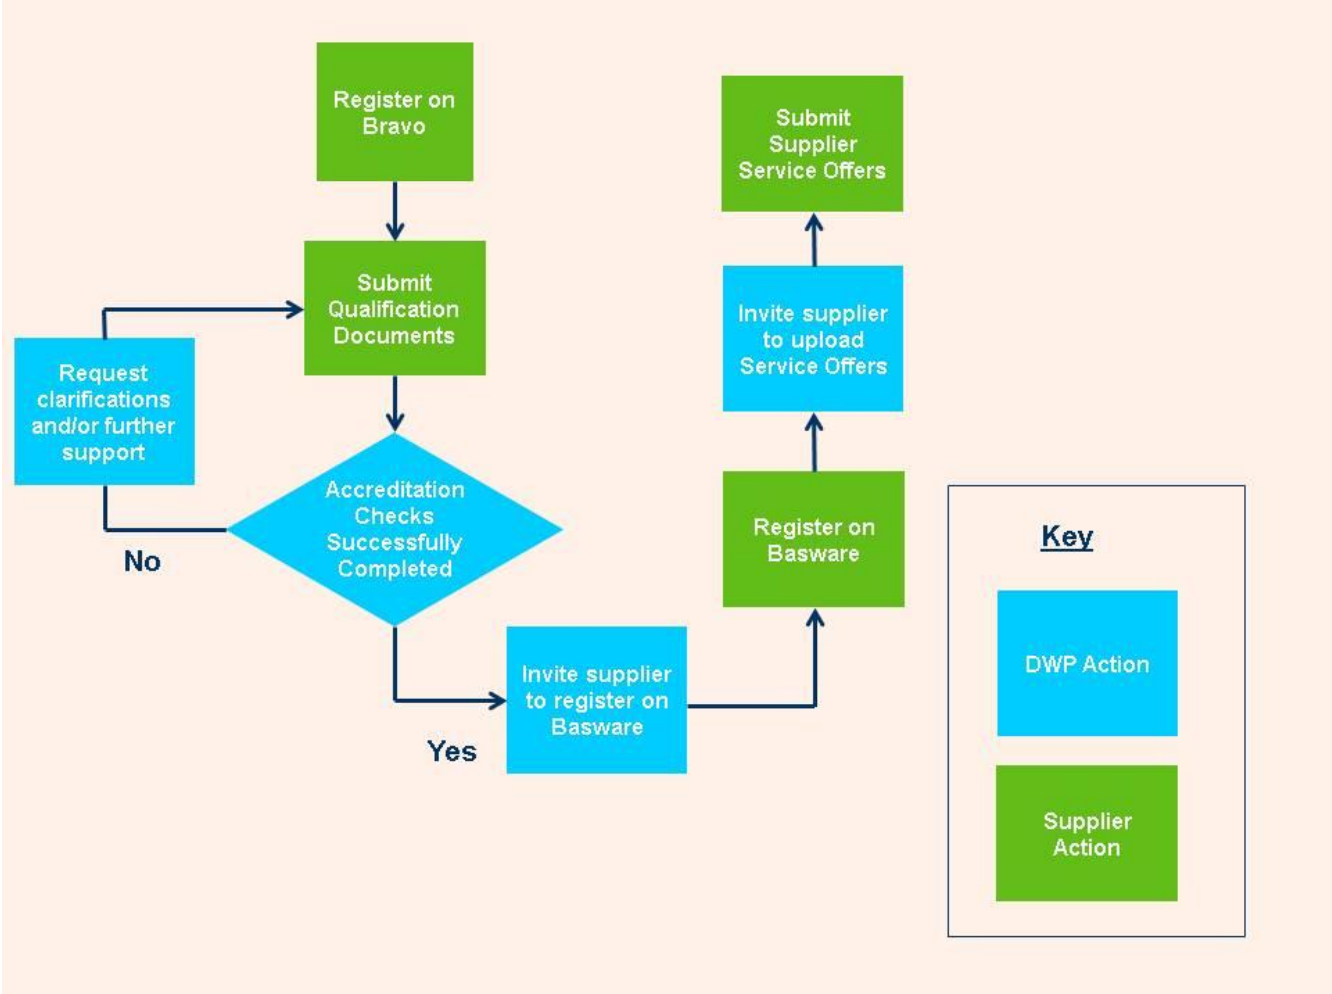 Register on
Bravo
Submit
Qualification
Documents
Request
clarifications
and/or further
support
Accreditation
Checks
Successfully
Completed
No
Yes
Invite supplier
to register on
Basware
Register on
Basware
Invite supplier
to upload
Service Offers
Submit
Supplier
Service Offers
Key
DWP Action
Supplier
Action